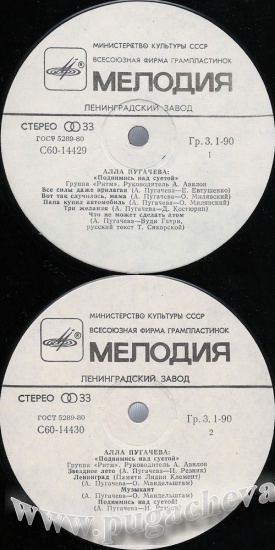 МИНИСТЕРСТВО КУЛЬТУРЫ СССР
ВСЕСОЮЗНАЯ ФИРМА ГРАМПЛАСТИНОК
МЕЛОДИЯ
ЛЕНИНГРАДСКИЙ ЗАВОД
СТЕРЕО 33
ГОСТ 5289-80
С60-14429
Гр. 3, 1-90
1
АЛЛА ПУГАЧЕВА:
«Поднимись над суетой»
Группа «Ритм». Руководитель А. Авилов
Все силы даже прилагая (А. Пугачева—Е. Евтушенко)
Вот так случилось, мама (А. Пугачева—О. Милявский)
Папа купил автомобиль (А. Пугачева—О. Милявский)
Три желания (А. Пугачева—Д. Костюрин)
Что не может сделать атом
(А. Пугачева—Вуди Гатри,
русский текст Т. Сикорской)
МИНИСТЕРСТВО КУЛЬТУРЫ СССР
ВСЕСОЮЗНАЯ ФИРМА ГРАМПЛАСТИНОК
МЕЛОДИЯ
ЛЕНИНГРАДСКИЙ ЗАВОД
СТЕРЕО 33
ГОСТ 5289-80
С60-14430
Гр. 3, 1-90
2
АЛЛА ПУГАЧЕВА:
«Поднимись над суетой»
Группа «Ритм». Руководитель А. Авилов
Звездное лето (А. Пугачева—И. Резник)
Ленинград (Памяти Лидии Клемент)
(А. Пугачева—О. Мандельштам)
Музыкант
(А. Пугачева—О. Мандельштам)
Поднимись над суетой!
www.pugacheva